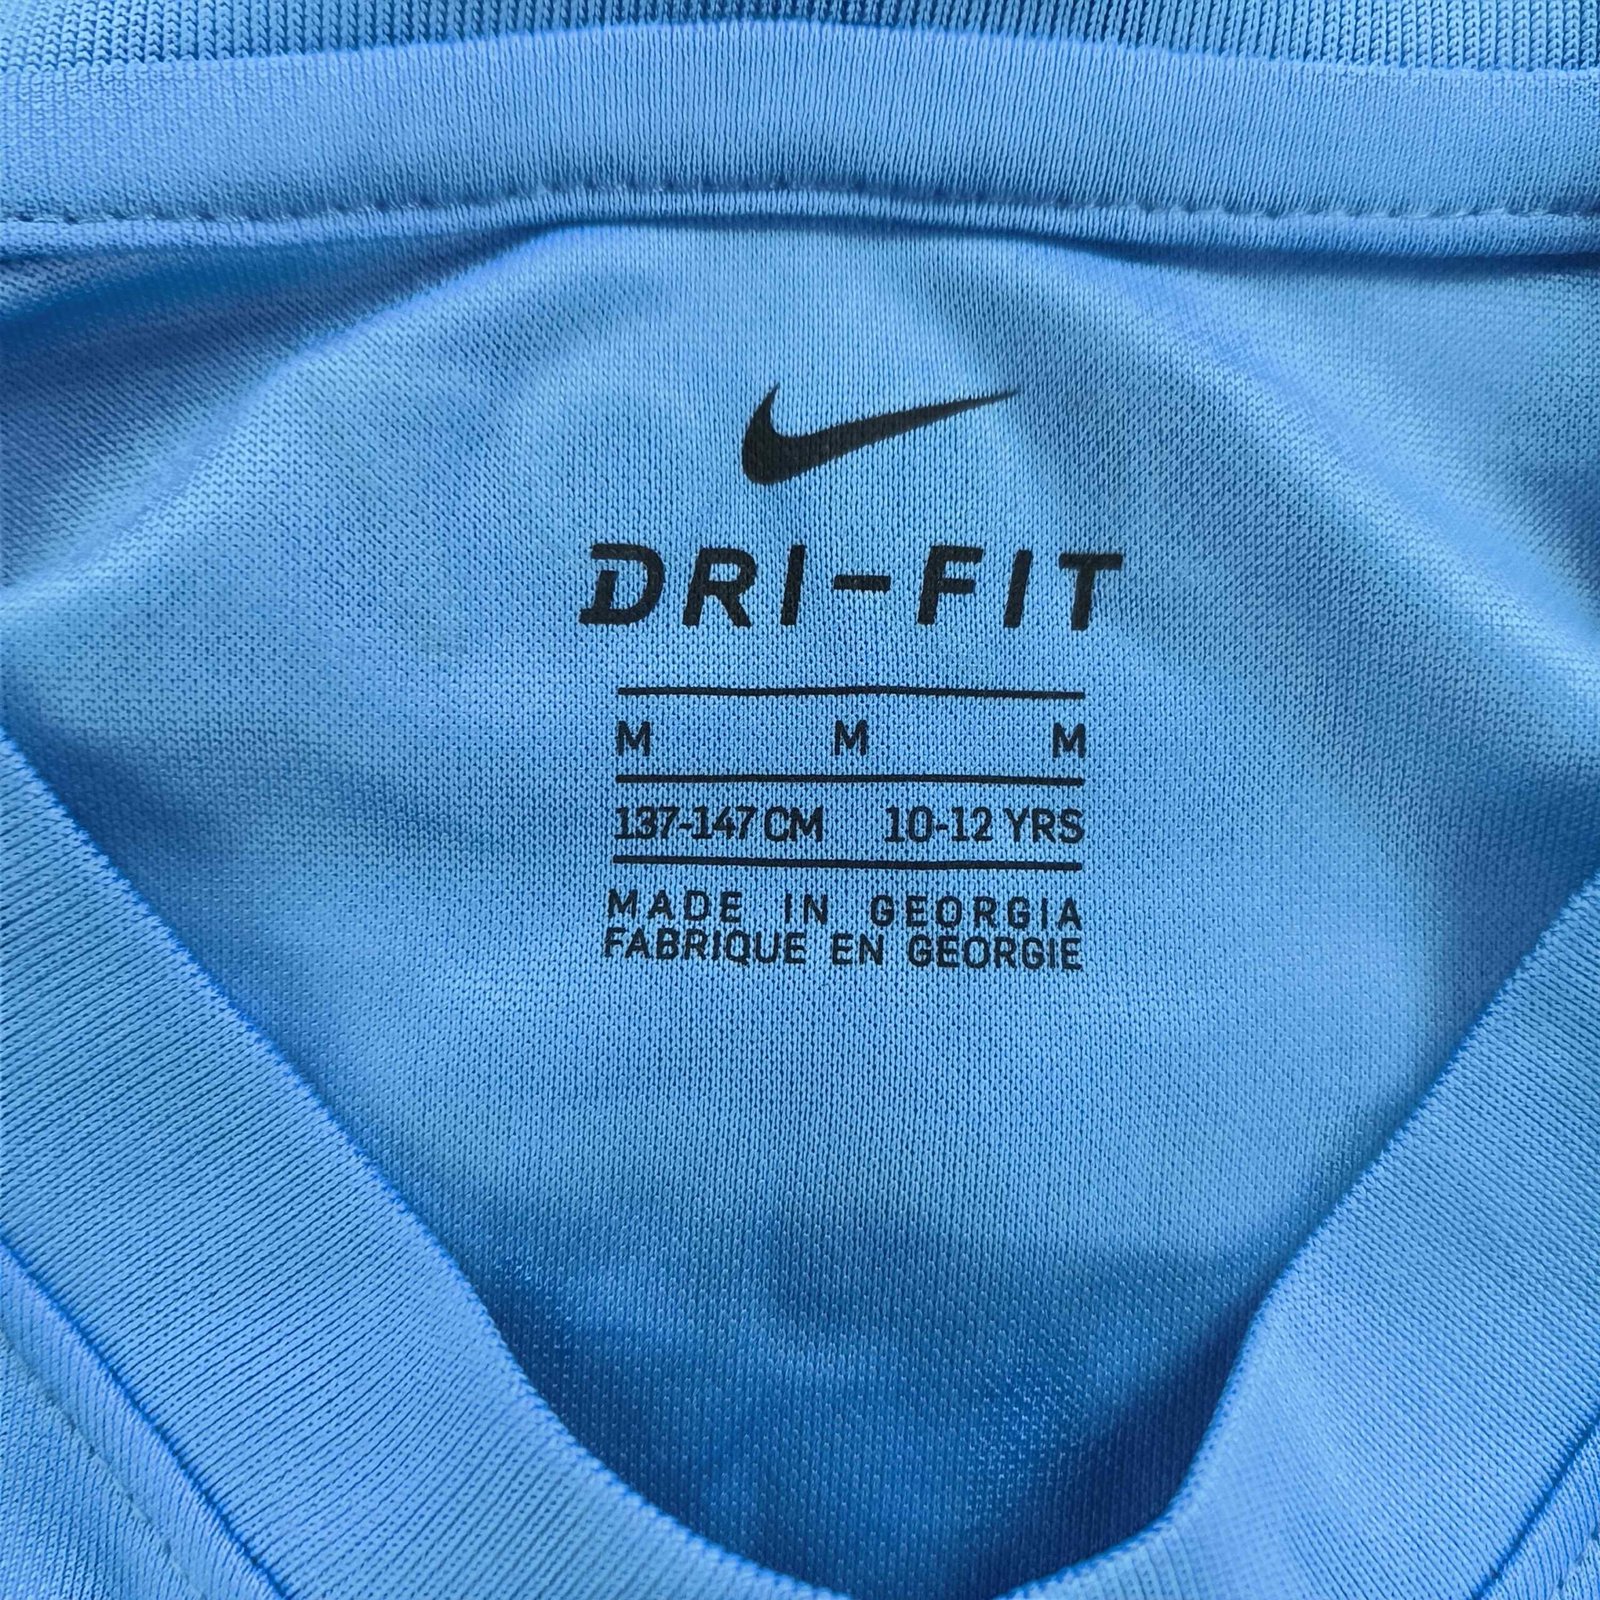 DRI-FIT
M M M
137-147 CM 10-12 YRS
MADE IN GEORGIA
FABRIQUE EN GEORGIE